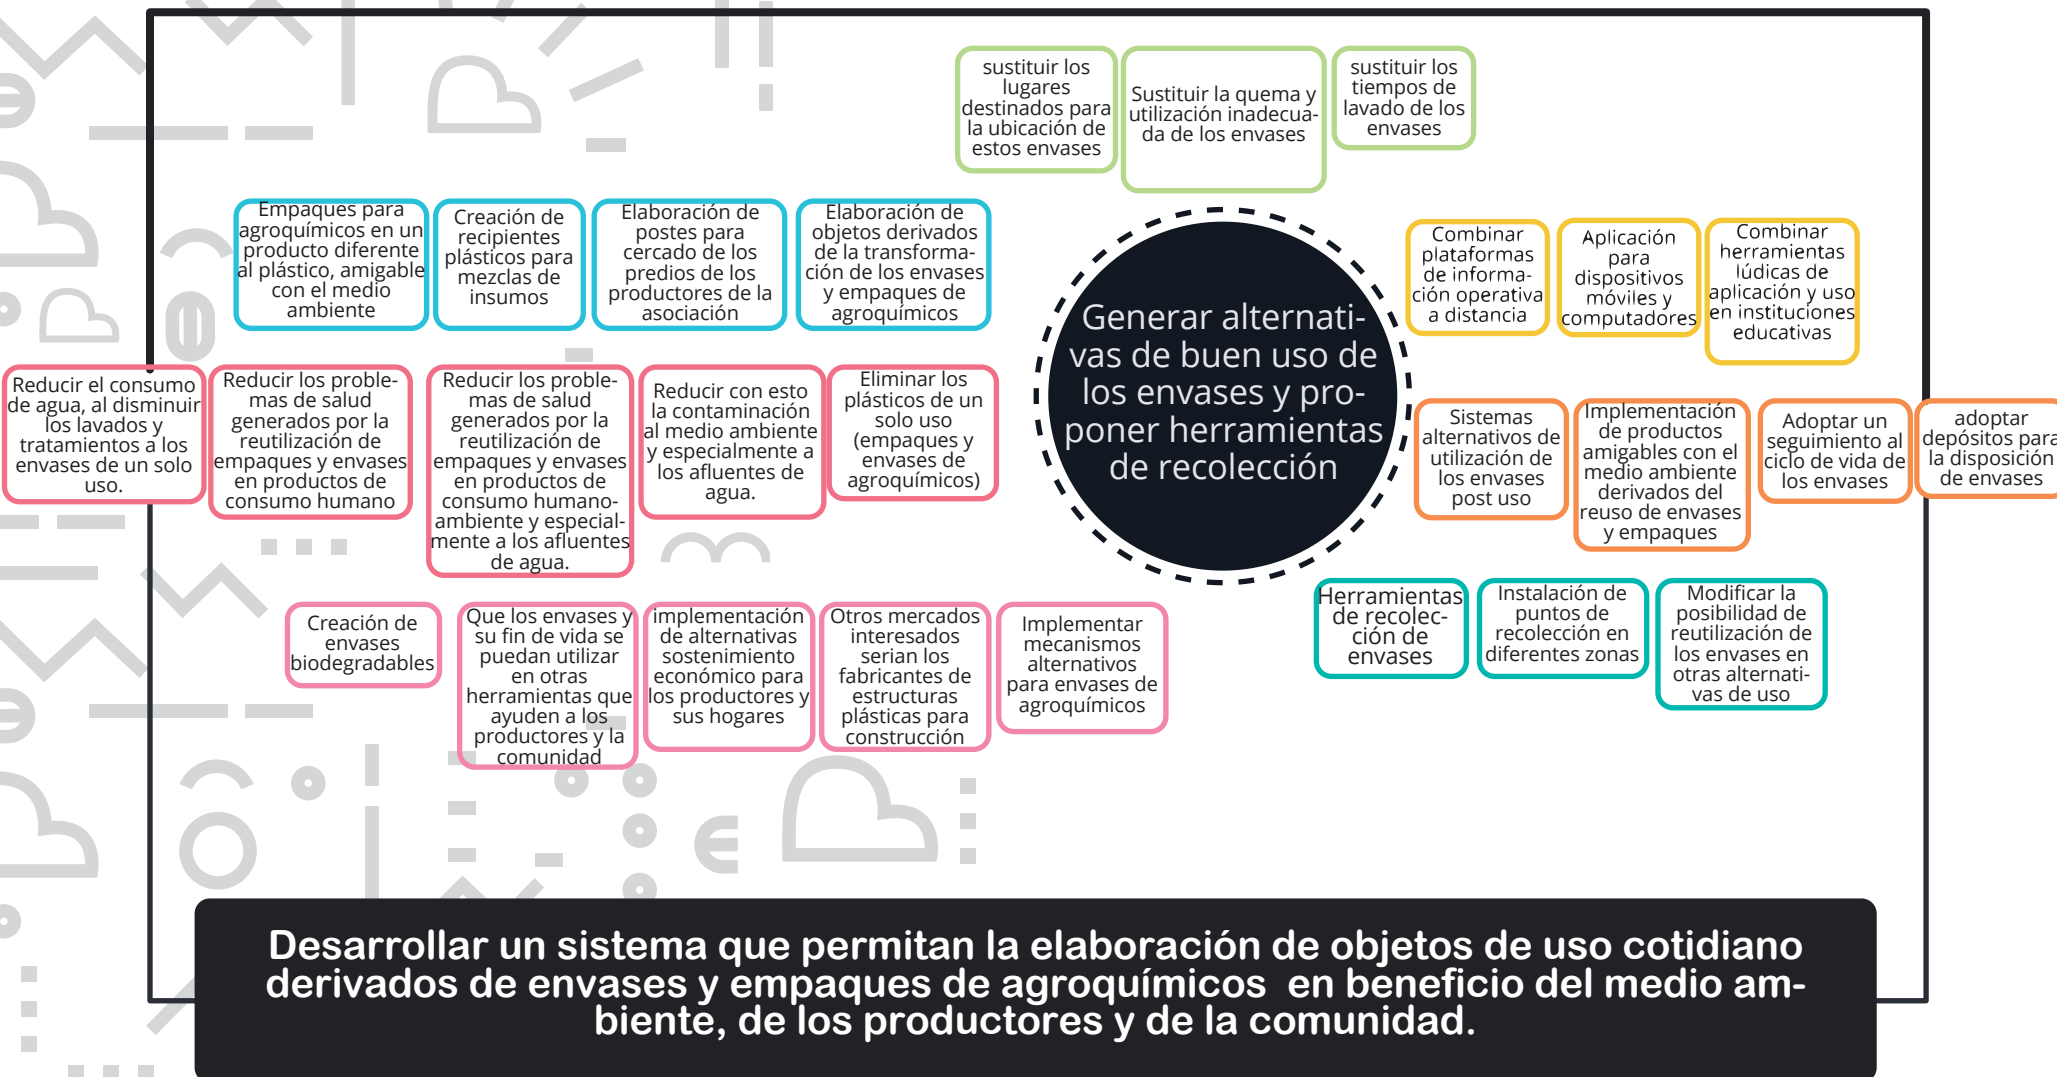 sustituir los
lugares
destinados para
la ubicación de
estos envases
Sustituir la quema y
utilización inadecua-
da de los envases
sustituir los
tiempos de
lavado de los
envases
Empaques para
agroquímicos en un
producto diferente
al plástico, amigable
con el medio
ambiente
Creación de
recipientes
plásticos para
mezclas de
insumos
Elaboración de
postes para
cercado de los
predios de los
productores de la
asociación
Elaboración de
objetos derivados
de la transforma-
ción de los envases
y empaques de
agroquímicos
Generar alternati-
vas de buen uso de
los envases y pro-
poner herramientas
de recolección
Combinar
plataformas
de informa-
ción operativa
a distancia
Aplicación
para
dispositivos
móviles y
computadores
Combinar
herramientas
lúdicas de
aplicación y uso
en instituciones
educativas
Reducir el consumo
de agua, al disminuir
los lavados y
tratamientos a los
envases de un solo
uso.
Reducir los proble-
mas de salud
generados por la
reutilización de
empaques y envases
en productos de
consumo humano
Reducir los proble-
mas de salud
generados por la
reutilización de
empaques y envases
en productos de
consumo humano-
ambiente y especial-
mente a los afluentes
de agua.
Reducir con esto
la contaminación
al medio ambiente
y especialmente a
los afluentes de
agua.
Eliminar los
plásticos de un
solo uso
(empaques y
envases de
agroquímicos)
Sistemas
alternativos de
utilización de
los envases
post uso
Implementación
de productos
amigables con el
medio ambiente
derivados del
reuso de envases
y empaques
Adoptar un
seguimiento al
ciclo de vida de
los envases
adoptar
depósitos para
la disposición
de envases
Creación de
envases
biodegradables
Que los envases y
su fin de vida se
puedan utilizar
en otras
herramientas que
ayuden a los
productores y la
comunidad
implementación
de alternativas
sostenimiento
económico para
los productores y
sus hogares
Otros mercados
interesados
serian los
fabricantes de
estructuras
plásticas para
construcción
Implementar
mecanismos
alternativos
para envases de
agroquímicos
Herramientas
de recolec-
ción de
envases
Instalación de
puntos de
recolección en
diferentes zonas
Modificar la
posibilidad de
reutilización de
los envases en
otras alternati-
vas de uso
Desarrollar un sistema que permitan la elaboración de objetos de uso cotidiano
derivados de envases y empaques de agroquímicos  en beneficio del medio am-
biente, de los productores y de la comunidad.